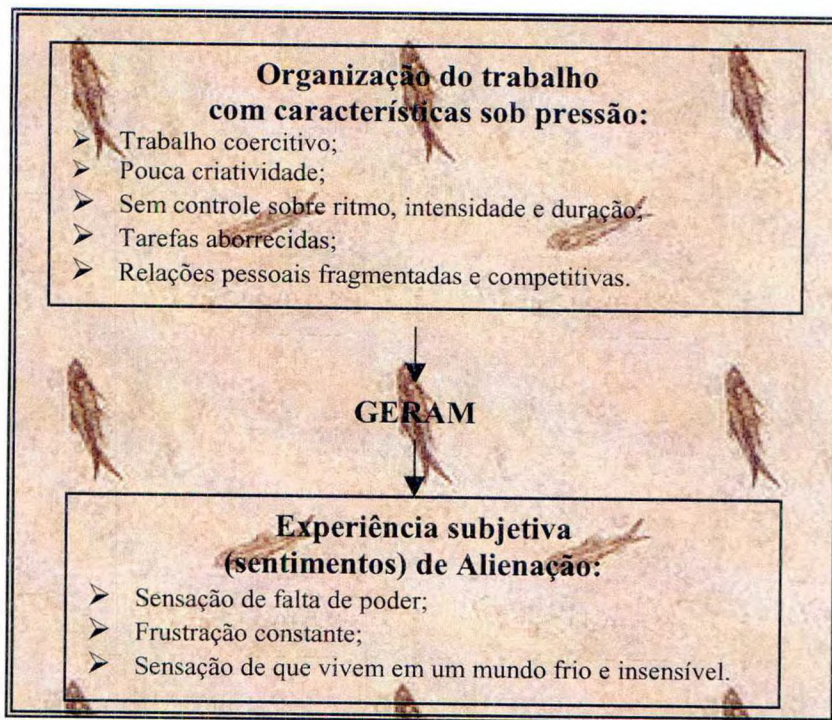 Organização do trabalho
com características sob pressão:
➢ Trabalho coercitivo;
➢ Pouca criatividade;
➢ Sem controle sobre ritmo, intensidade e duração;
➢ Tarefas aborrecidas;
➢ Relações pessoais fragmentadas e competitivas.
GERAM
Experiência subjetiva
(sentimentos) de Alienação:
➢ Sensação de falta de poder;
➢ Frustração constante;
➢ Sensação de que vivem em um mundo frio e insensível.